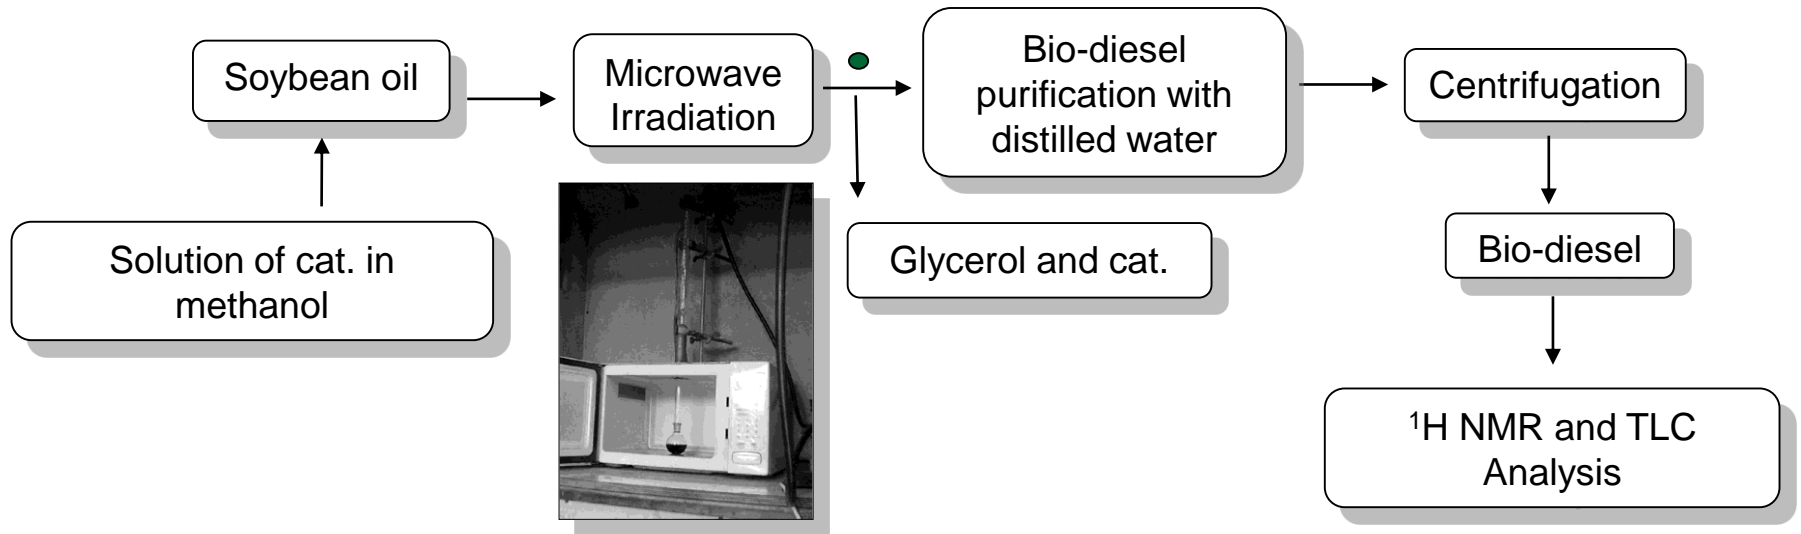 Soybean oil
Microwave
Irradiation
Bio-diesel
purification with
distilled water
Centrifugation
Solution of cat. in
methanol
Glycerol and cat.
Bio-diesel
¹H NMR and TLC
Analysis